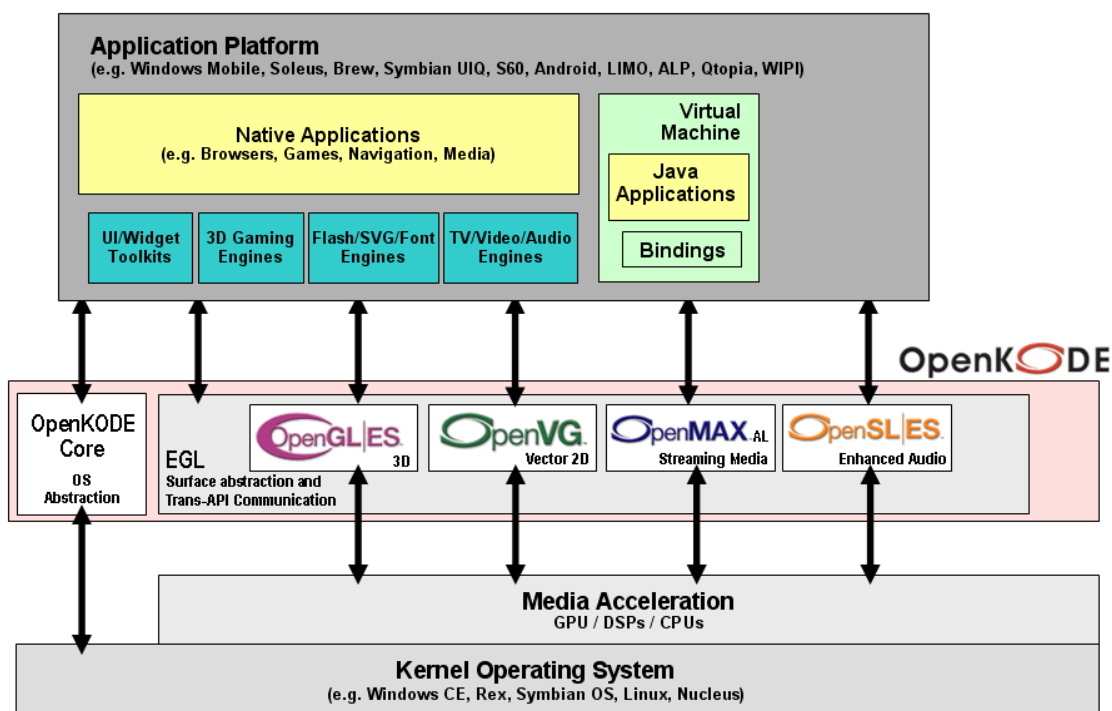 Application Platform
(e.g. Windows Mobile, Soleus, Brew, Symbian UIQ, S60, Android, LIMO, ALP, Qtopia, WIPI)
Native Applications
(e.g. Browsers, Games, Navigation, Media)
Virtual
Machine
Java
Applications
Bindings
UI/Widget
Toolkits
3D Gaming
Engines
Flash/SVG/Font
Engines
TV/Video/Audio
Engines
OpenKODE
OpenKODE
Core
OS
Abstraction
EGL
Surface abstraction and
Trans-API Communication
OpenGL|ES.
3D
OpenVG.
Vector 2D
OpenMAX AL
Streaming Media
OpenSL|ES.
Enhanced Audio
Media Acceleration
GPU / DSPs / CPUs
Kernel Operating System
(e.g. Windows CE, Rex, Symbian OS, Linux, Nucleus)